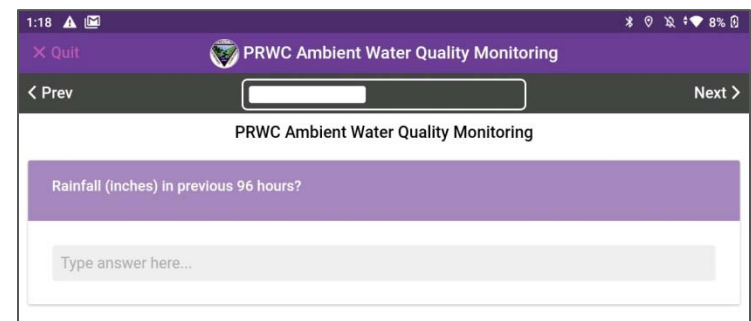 1:18 8%
Quit PRWC Ambient Water Quality Monitoring
Prev Next
PRWC Ambient Water Quality Monitoring
Rainfall (inches) in previous 96 hours?
Type answer here...